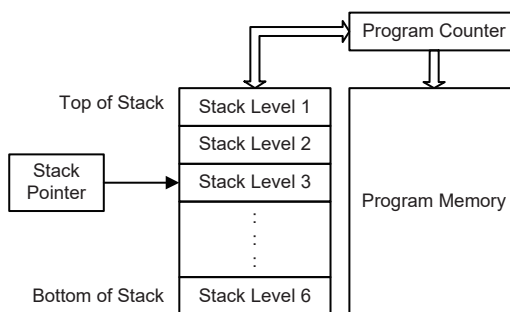 Program Counter
Top of Stack
Stack Level 1
Stack Level 2
Stack
Pointer
Stack Level 3
Program Memory
:
:
:
Bottom of Stack
Stack Level 6